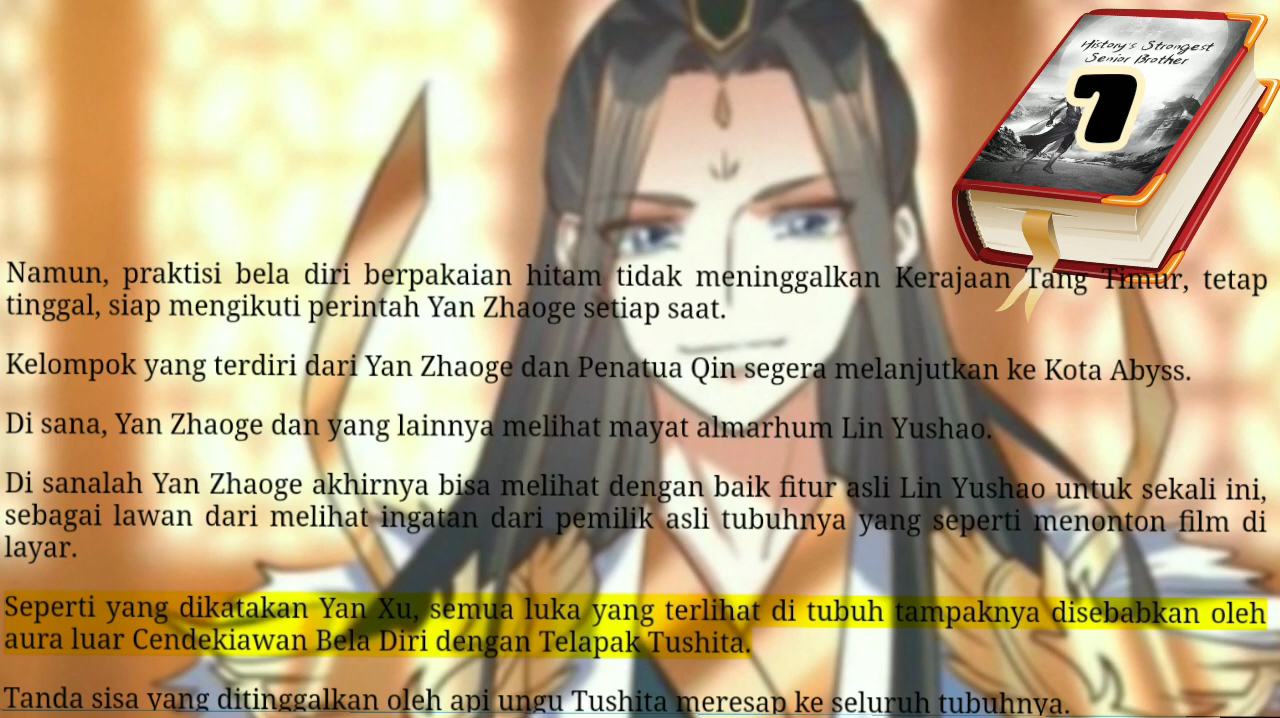 History's Strongest
Senior Brother
7
Namun, praktisi bela diri berpakaian hitam tidak meninggalkan Kerajaan Tang Timur, tetap
tinggal, siap mengikuti perintah Yan Zhaoge setiap saat.
Kelompok yang terdiri dari Yan Zhaoge dan Penatua Qin segera melanjutkan ke Kota Abyss.
Di sana, Yan Zhaoge dan yang lainnya melihat mayat almarhum Lin Yushao.
Di sanalah Yan Zhaoge akhirnya bisa melihat dengan baik fitur asli Lin Yushao untuk sekali ini,
sebagai lawan dari melihat ingatan dari pemilik asli tubuhnya yang seperti menonton film di
layar.
Seperti yang dikatakan Yan Xu, semua luka yang terlihat di tubuh tampaknya disebabkan oleh
aura luar Cendekiawan Bela Diri dengan Telapak Tushita.
Tanda sisa yang ditinggalkan oleh api ungu Tushita meresap ke seluruh tubuhnya.